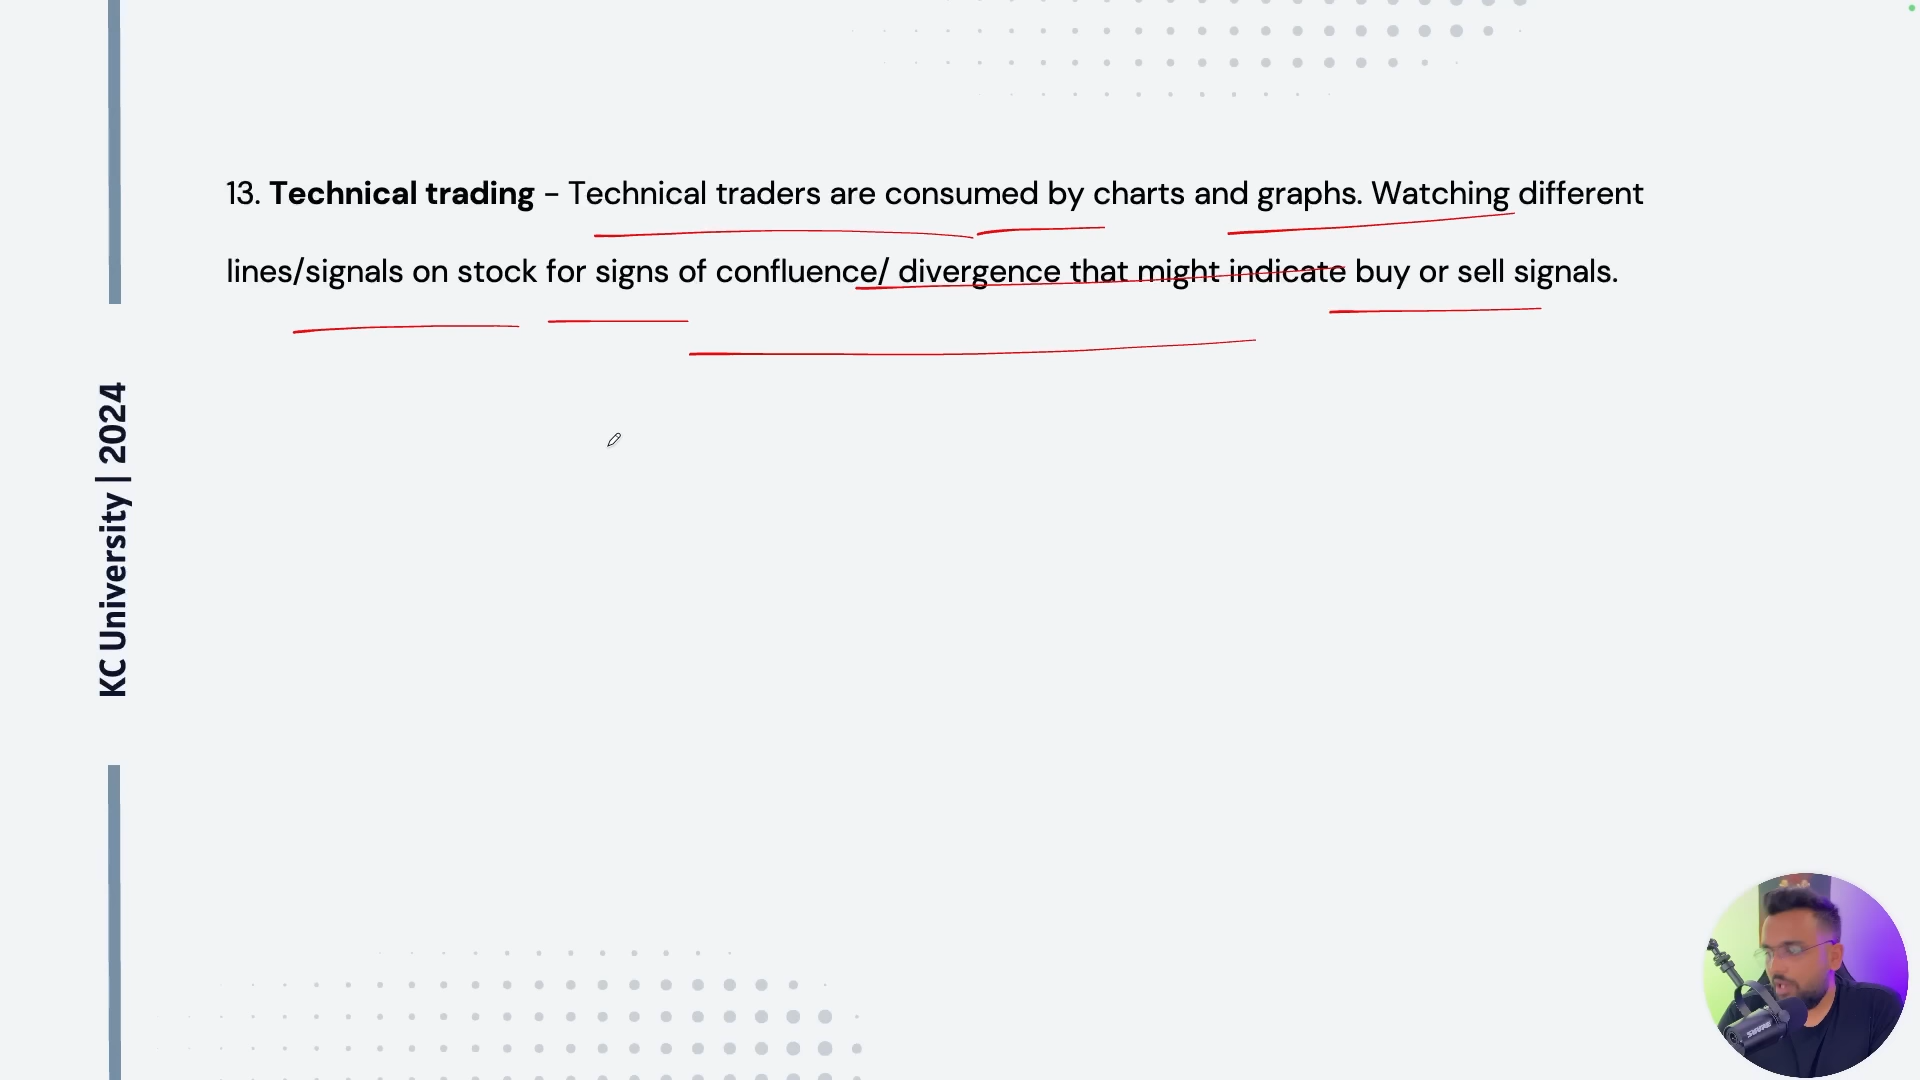 13. Technical trading – Technical traders are consumed by charts and graphs. Watching different
lines/signals on stock for signs of confluence/ divergence that might indicate buy or sell signals.
KC University | 2024
SHURE